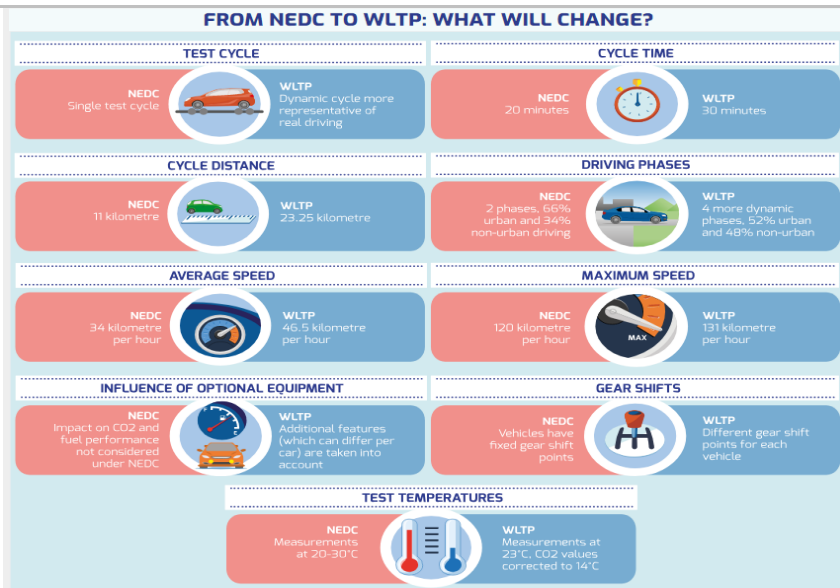 FROM NEDC TO WLTP: WHAT WILL CHANGE?
TEST CYCLE
NEDC
Single test cycle
WLTP
Dynamic cycle more
representative of
real driving
CYCLE TIME
NEDC
20 minutes
WLTP
30 minutes
CYCLE DISTANCE
NEDC
11 kilometre
WLTP
23.25 kilometre
DRIVING PHASES
NEDC
2 phases, 66%
urban and 34%
non-urban driving
WLTP
4 more dynamic
phases, 52% urban
and 48% non-urban
AVERAGE SPEED
NEDC
34 kilometre
per hour
WLTP
46.5 kilometre
per hour
MAXIMUM SPEED
NEDC
120 kilometre
per hour
MAX
WLTP
131 kilometre
per hour
INFLUENCE OF OPTIONAL EQUIPMENT
NEDC
Impact on CO2 and
fuel performance
not considered
under NEDC
WLTP
Additional features
(which can differ per
car) are taken into
account
GEAR SHIFTS
NEDC
Vehicles have
fixed gear shift
points
WLTP
Different gear shift
points for each
vehicle
TEST TEMPERATURES
NEDC
Measurements
at 20-30°C
WLTP
Measurements at
23°C, CO2 values
corrected to 14°C